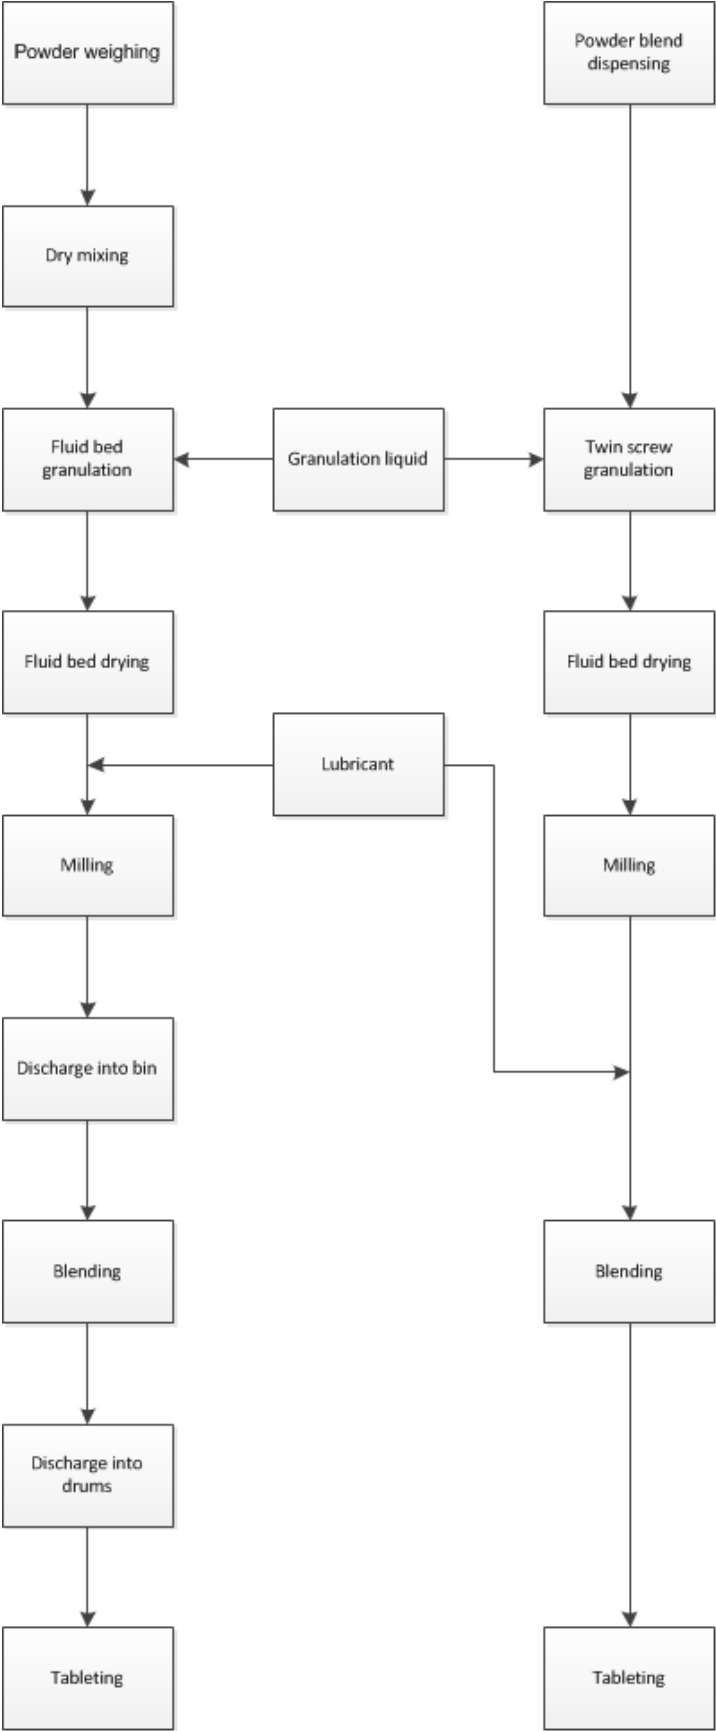 Powder weighing
Powder blend
dispensing
Dry mixing
Fluid bed
granulation
Granulation liquid
Twin screw
granulation
Fluid bed drying
Fluid bed drying
Lubricant
Milling
Milling
Discharge into bin
Blending
Blending
Discharge into
drums
Tableting
Tableting